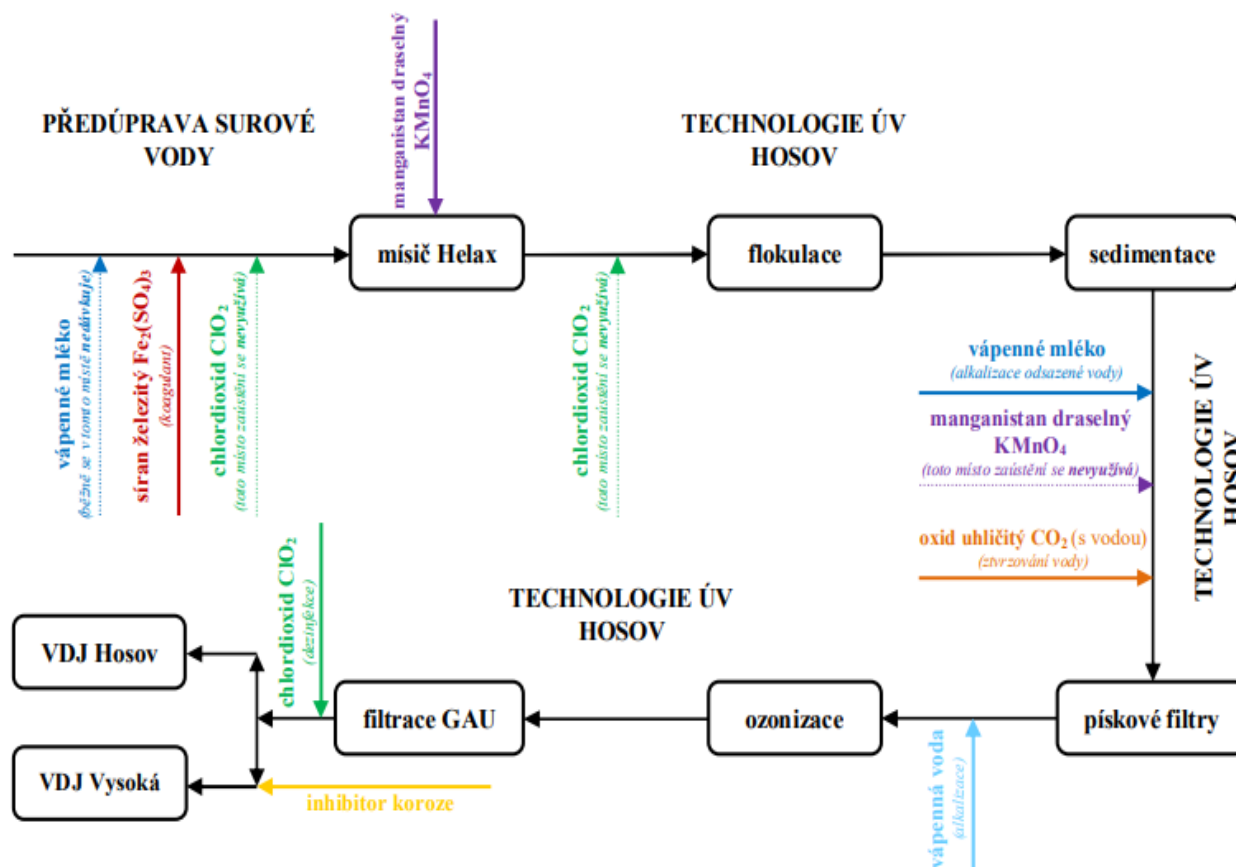 PŘEDÚPRAVA SUROVÉ
VODY
manganistan draselný
KMnO₄
TECHNOLOGIE ÚV
HOSOV
mísič Helax
flokulace
sedimentace
vápenné mléko
(běžně se v tomto místě nedávkuje)
síran železitý Fe₂(SO₄)₃
(koagulant)
chlordioxid ClO₂
(toto místo zaústění se nevyužívá)
chlordioxid ClO₂
(toto místo zaústění se nevyužívá)
vápenné mléko
(alkalizace odsazené vody)
manganistan draselný
KMnO₄
(toto místo zaústění se nevyužívá)
oxid uhličitý CO₂ (s vodou)
(ztvrzování vody)
TECHNOLOGIE ÚV
HOSOV
TECHNOLOGIE ÚV
HOSOV
chlordioxid ClO₂
(dezinfekce)
VDJ Hosov
VDJ Vysoká
filtrace GAU
ozonizace
pískové filtry
inhibitor koroze
vápenná voda
(alkalizace)